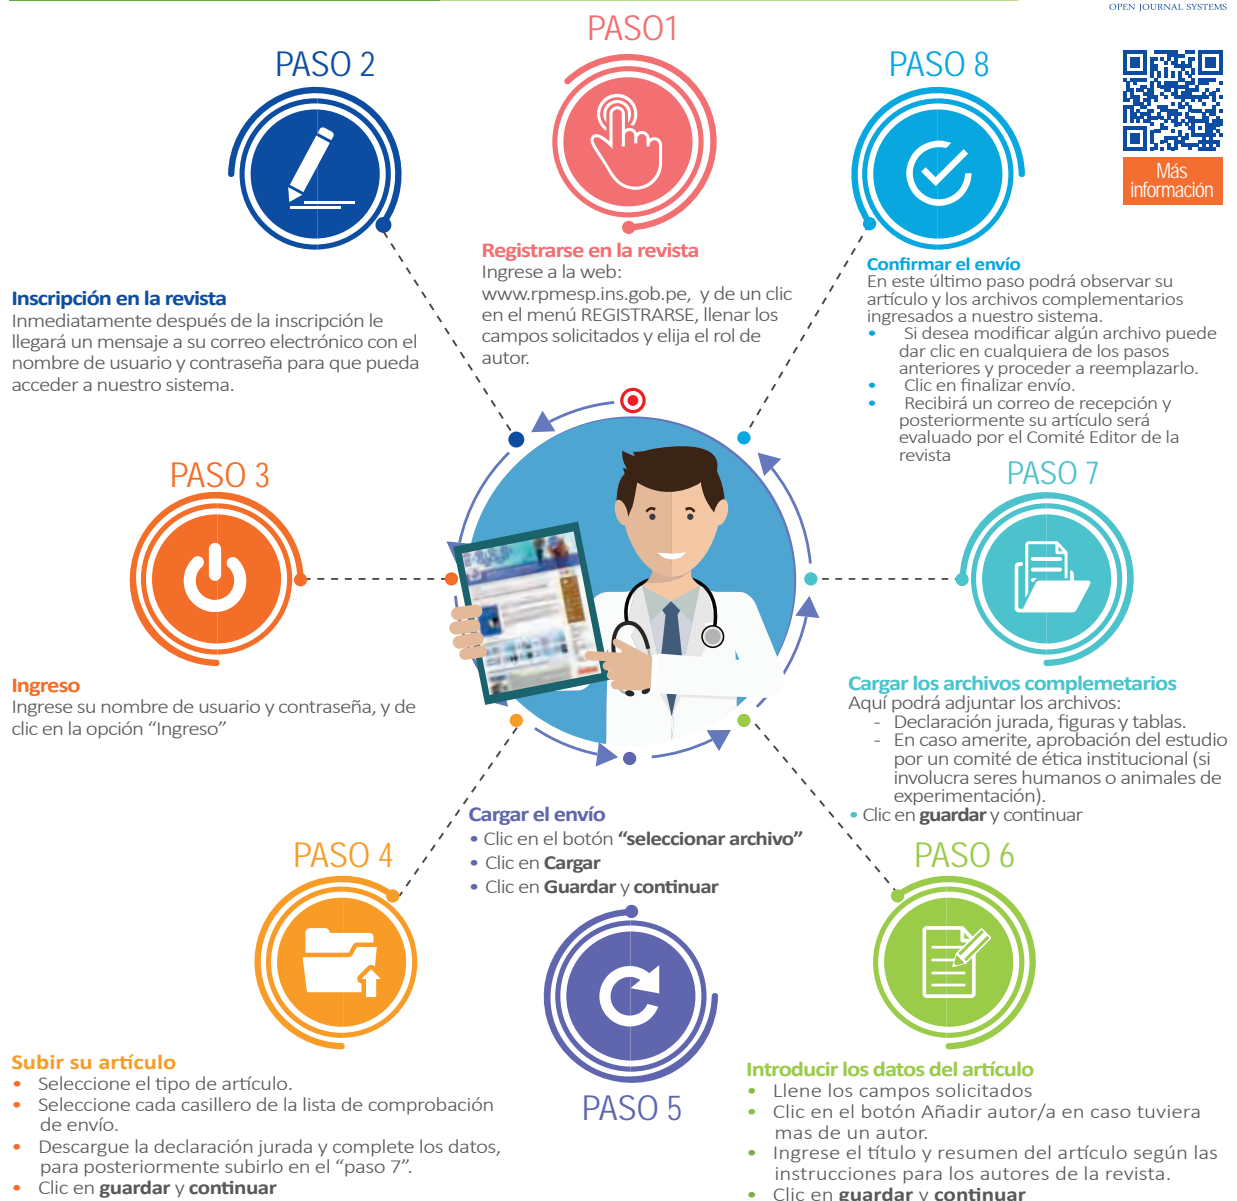 OPEN JOURNAL SYSTEMS
Más
información
PASO1
Registrarse en la revista
Ingrese a la web:
www.rpmesp.ins.gob.pe, y de un clic
en el menú REGISTRARSE, llenar los
campos solicitados y elija el rol de
autor.
PASO 2
Inscripción en la revista
Inmediatamente después de la inscripción le
llegará un mensaje a su correo electrónico con el
nombre de usuario y contraseña para que pueda
acceder a nuestro sistema.
PASO 3
Ingreso
Ingrese su nombre de usuario y contraseña, y de
clic en la opción “Ingreso”
PASO 4
Subir su artículo
• Seleccione el tipo de artículo.
• Seleccione cada casillero de la lista de comprobación
de envío.
• Descargue la declaración jurada y complete los datos,
para posteriormente subirlo en el “paso 7”.
• Clic en guardar y continuar
Cargar el envío
• Clic en el botón “seleccionar archivo”
• Clic en Cargar
• Clic en Guardar y continuar
PASO 5
PASO 6
Introducir los datos del artículo
• Llene los campos solicitados
• Clic en el botón Añadir autor/a en caso tuviera
mas de un autor.
• Ingrese el título y resumen del artículo según las
instrucciones para los autores de la revista.
• Clic en guardar y continuar
PASO 7
Cargar los archivos complemetarios
Aquí podrá adjuntar los archivos:
- Declaración jurada, figuras y tablas.
- En caso amerite, aprobación del estudio
por un comité de ética institucional (si
involucra seres humanos o animales de
experimentación).
• Clic en guardar y continuar
PASO 8
Confirmar el envío
En este último paso podrá observar su
artículo y los archivos complementarios
ingresados a nuestro sistema.
• Si desea modificar algún archivo puede
dar clic en cualquiera de los pasos
anteriores y proceder a reemplazarlo.
• Clic en finalizar envío.
• Recibirá un correo de recepción y
posteriormente su artículo será
evaluado por el Comité Editor de la
revista